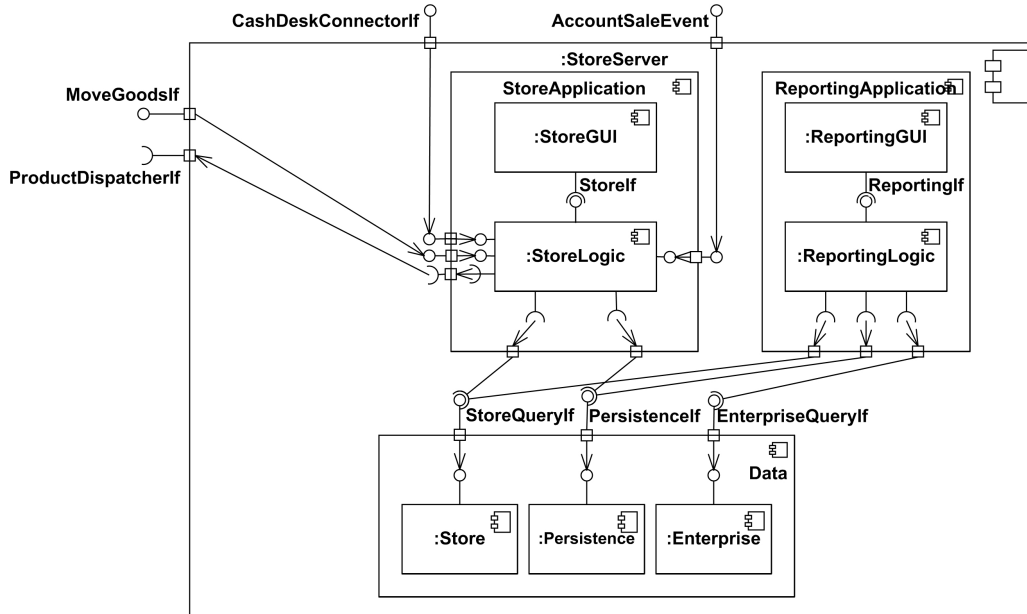 CashDeskConnectorIf
AccountSaleEvent
:StoreServer
MoveGoodsIf
StoreApplication
ReportingApplication
:StoreGUI
:ReportingGUI
ProductDispatcherIf
StoreIf
ReportingIf
:StoreLogic
:ReportingLogic
StoreQueryIf
PersistenceIf
EnterpriseQueryIf
Data
:Store
:Persistence
:Enterprise